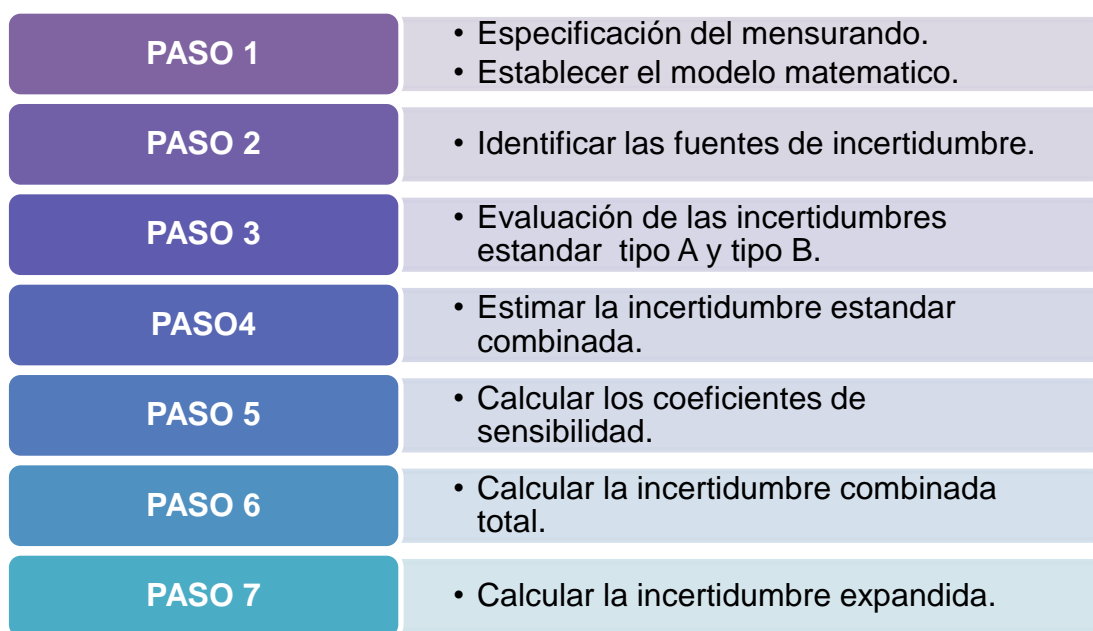 PASO 1
• Especificación del mensurando.
• Establecer el modelo matematico.
PASO 2
• Identificar las fuentes de incertidumbre.
PASO 3
• Evaluación de las incertidumbres
estandar tipo A y tipo B.
PASO4
• Estimar la incertidumbre estandar
combinada.
PASO 5
• Calcular los coeficientes de
sensibilidad.
PASO 6
• Calcular la incertidumbre combinada
total.
PASO 7
• Calcular la incertidumbre expandida.